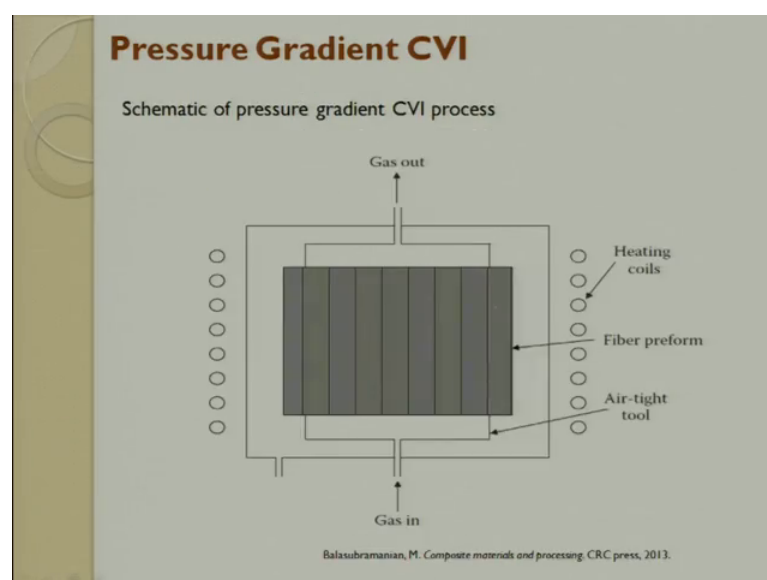 Pressure Gradient CVI
Schematic of pressure gradient CVI process
Gas out
Heating
coils
Fiber preform
Air-tight
tool
Gas in
Balasubramanian, M. Composite materials and processing. CRC press, 2013.